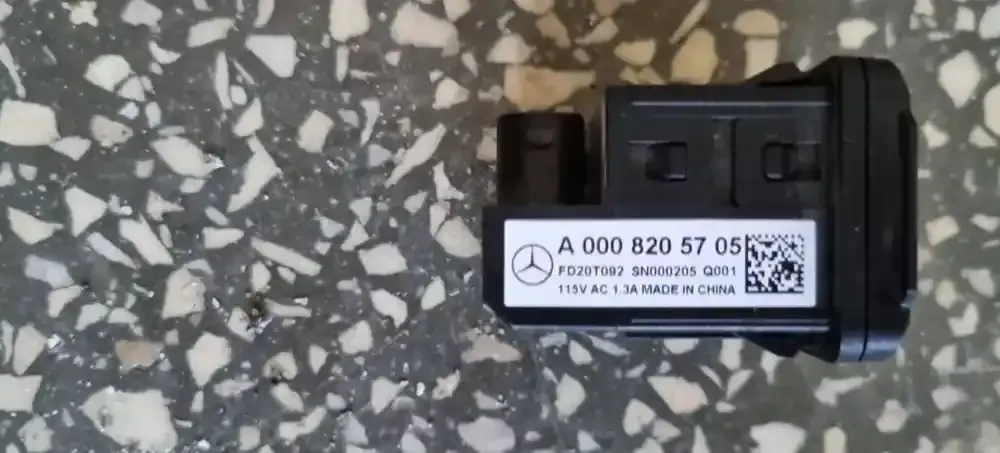 A 000 820 57 05
FD20T092 SN000205 Q001
115V AC 1.3A MADE IN CHINA